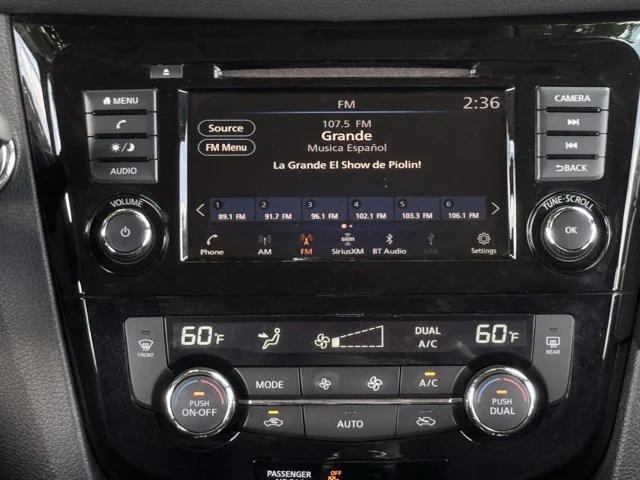 FM 2:36
MENU
AUDIO
VOLUME
Source
FM Menu
107.5 FM
Grande
Musica Español
La Grande El Show de Piolin!
1 2 3 4 5 6
89.1 FM 91.7 FM 96.1 FM 102.1 FM 103.3 FM 106.1 FM
Phone AM FM SiriusXM BT Audio USB Settings
CAMERA
BACK
TUNE·SCROLL
OK
60°F DUAL A/C 60°F
FRONT
REAR
PUSH
ON·OFF
MODE
A/C
AUTO
PUSH
DUAL
PASSENGER
OFF